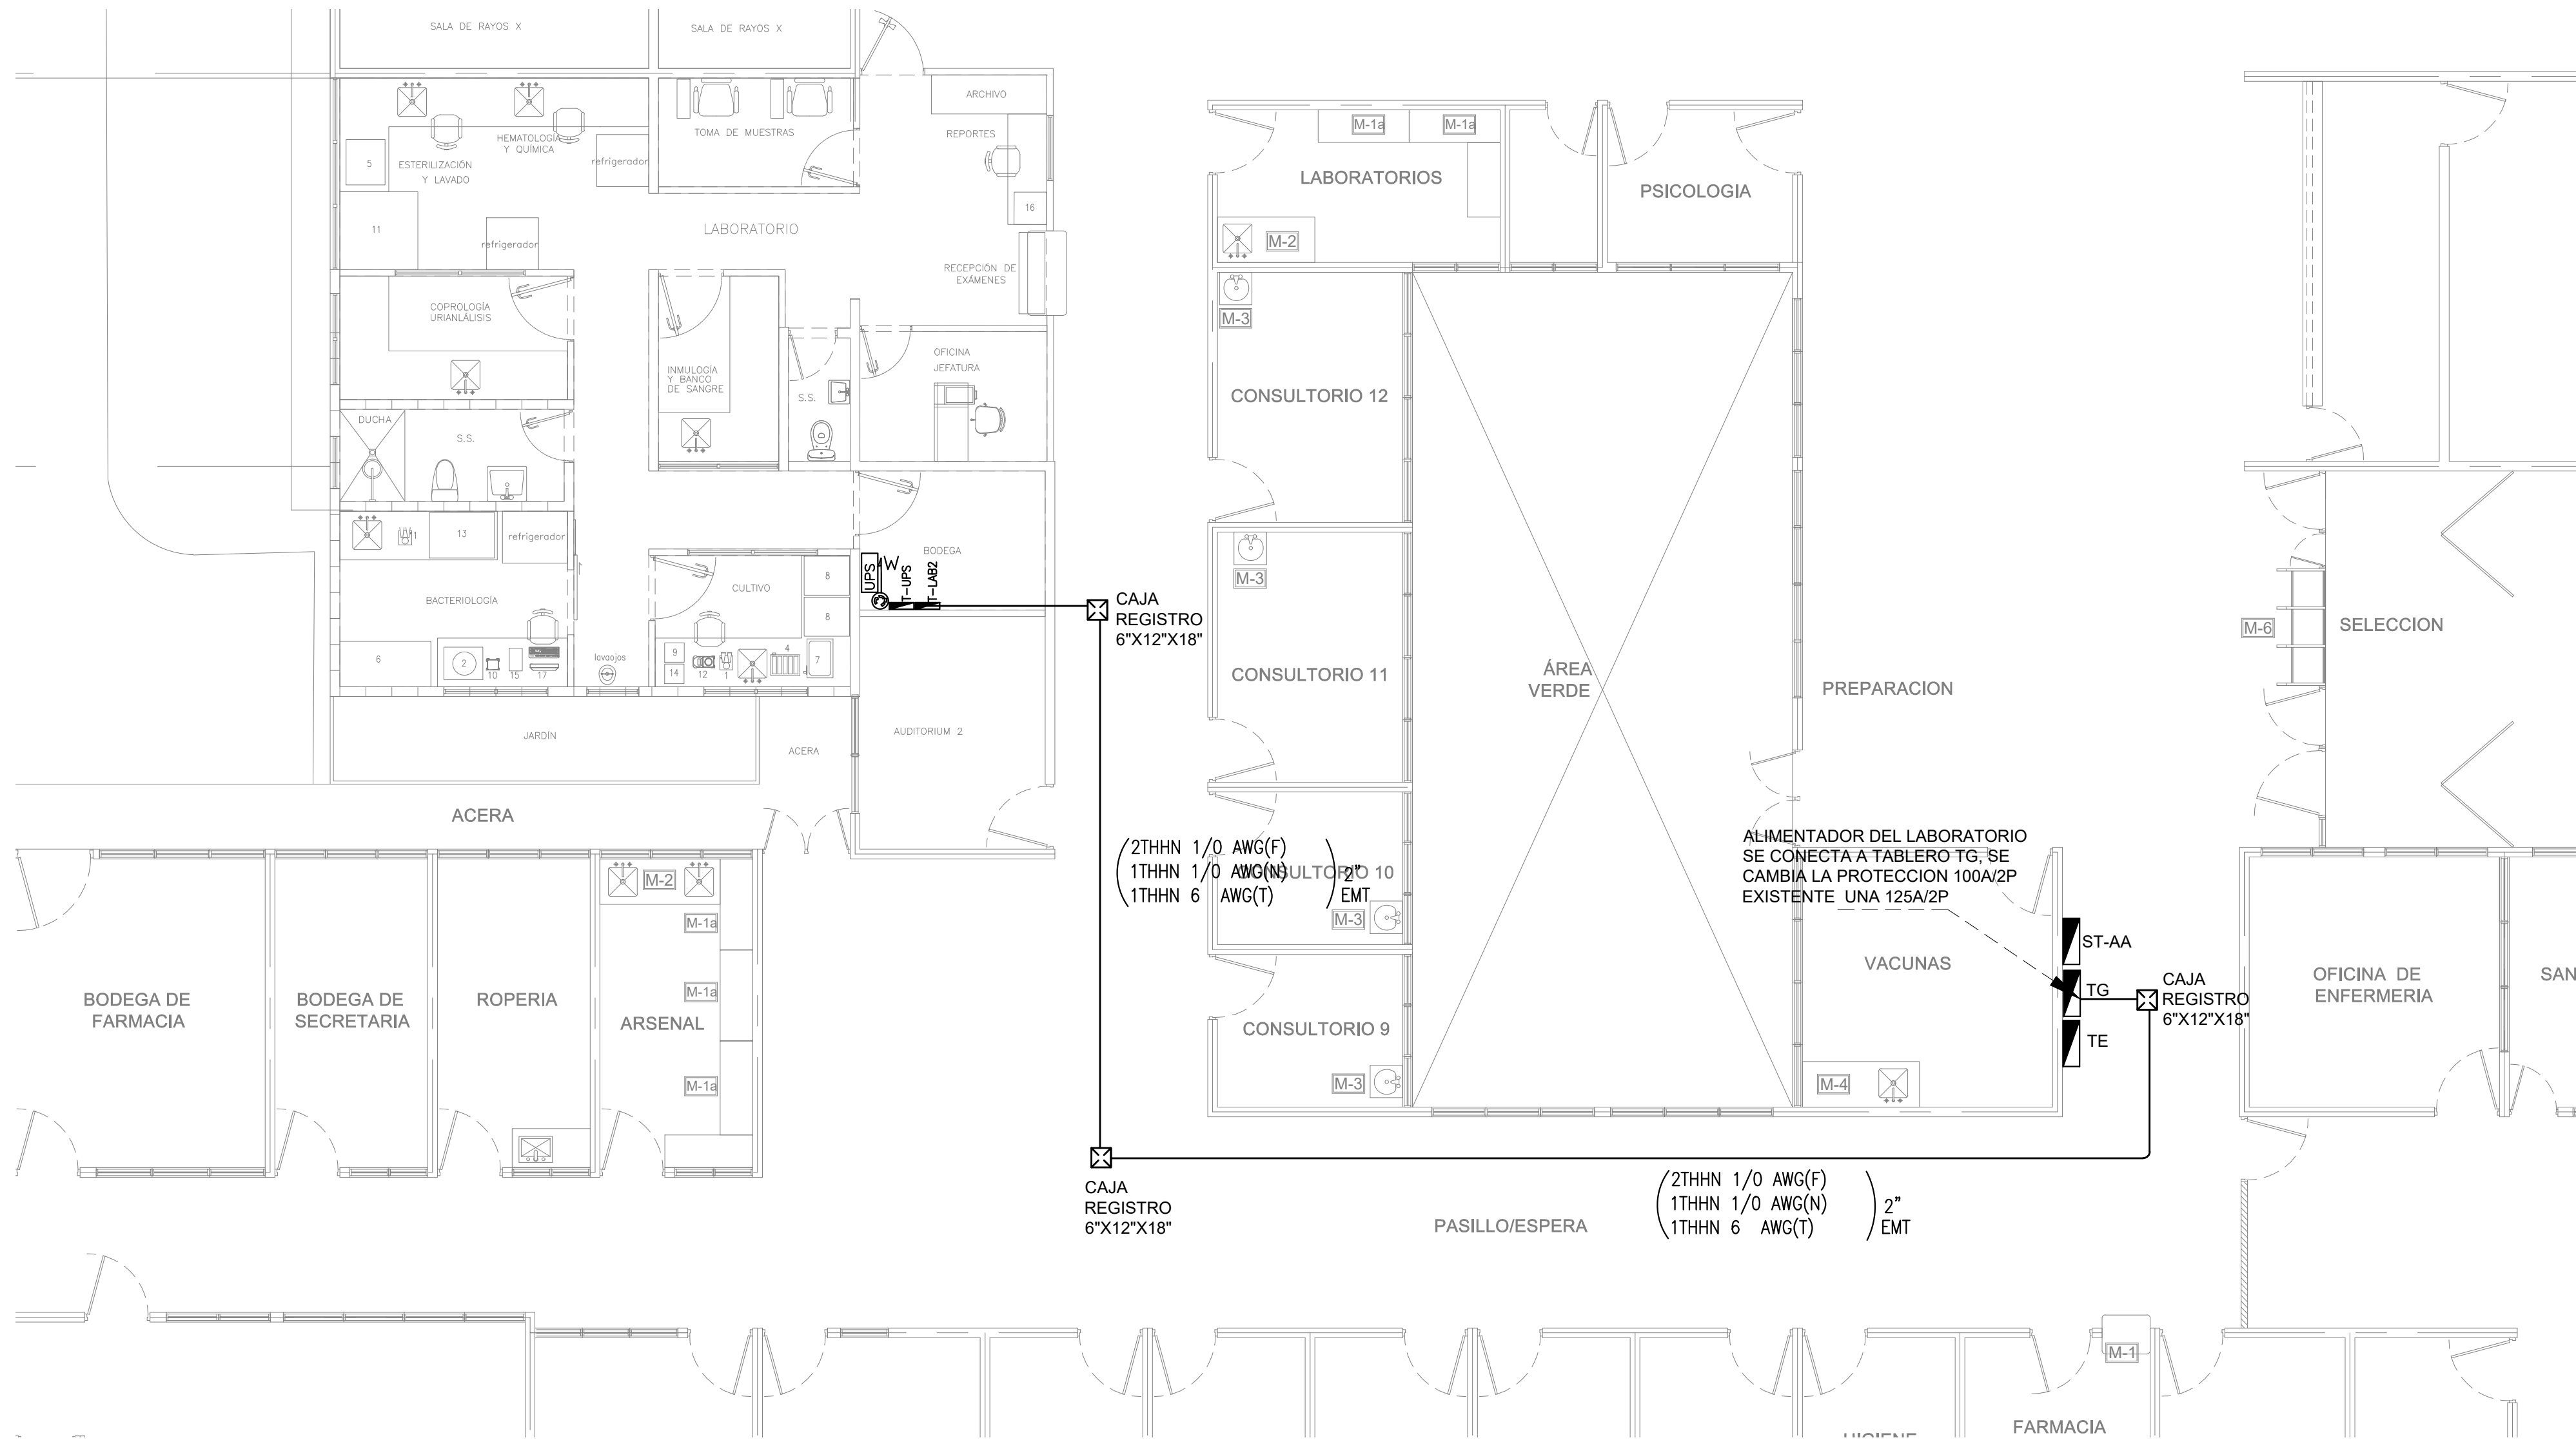 SALA DE RAYOS X
SALA DE RAYOS X
ARCHIVO
HEMATOLOGÍA
Y QUÍMICA
TOMA DE MUESTRAS
REPORTES
5
ESTERILIZACIÓN
Y LAVADO
refrigerador
11
refrigerador
LABORATORIO
16
RECEPCIÓN DE
EXÁMENES
COPROLOGÍA
URIANLÁLISIS
INMULOGÍA
Y BANCO
DE SANGRE
S.S.
OFICINA
JEFATURA
DUCHA
S.S.
1
13
refrigerador
BODEGA
UPS
W
T-UPS
T-LAB2
CULTIVO
8
8
BACTERIOLOGÍA
6
2
10
15
17
lavaojos
9
14
12
1
4
7
JARDÍN
ACERA
AUDITORIUM 2
ACERA
M-1a
M-1a
LABORATORIOS
M-2
PSICOLOGIA
M-3
CONSULTORIO 12
M-3
CONSULTORIO 11
CAJA
REGISTRO
6"X12"X18"
ÁREA
VERDE
PREPARACION
M-6
SELECCION
2THHN 1/0 AWG(F)
1THHN 1/0 AWG(N)
1THHN 6 AWG(T)
2"
EMT
CONSULTORIO 10
M-3
ALIMENTADOR DEL LABORATORIO
SE CONECTA A TABLERO TG, SE
CAMBIA LA PROTECCION 100A/2P
EXISTENTE UNA 125A/2P
ST-AA
TG
TE
VACUNAS
M-4
CAJA
REGISTRO
6"X12"X18"
OFICINA DE
ENFERMERIA
SAN
BODEGA DE
FARMACIA
BODEGA DE
SECRETARIA
ROPERIA
M-2
M-1a
M-1a
ARSENAL
M-1a
CONSULTORIO 9
M-3
CAJA
REGISTRO
6"X12"X18"
PASILLO/ESPERA
2THHN 1/0 AWG(F)
1THHN 1/0 AWG(N)
1THHN 6 AWG(T)
2"
EMT
M-1
FARMACIA